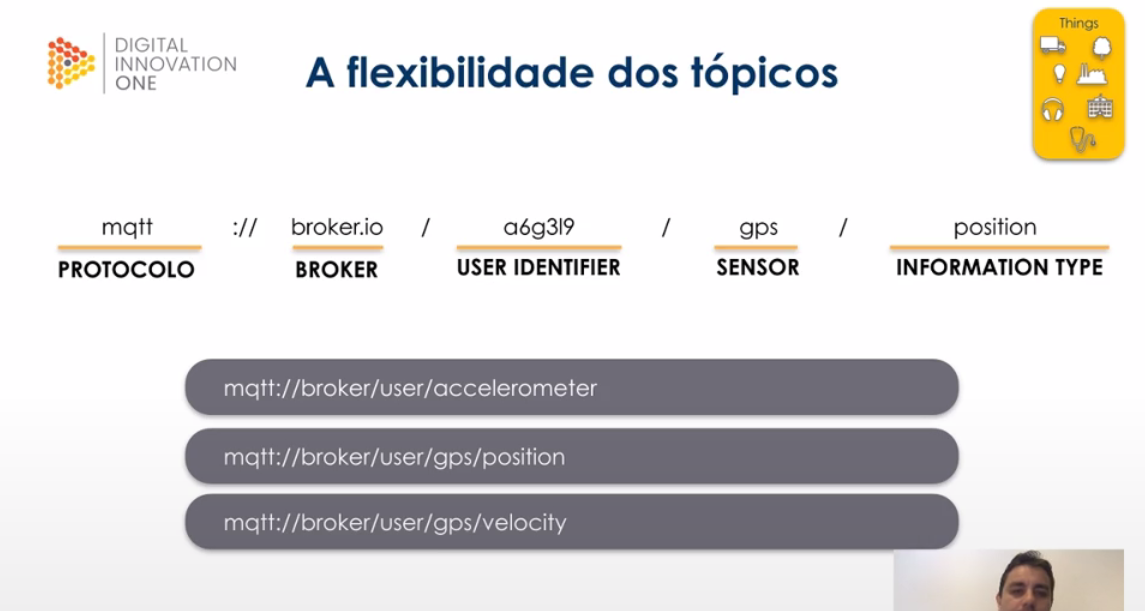 DIGITAL
INNOVATION
ONE
A flexibilidade dos tópicos
Things
mqtt :// broker.io / a6g3l9 / gps / position
PROTOCOLO BROKER USER IDENTIFIER SENSOR INFORMATION TYPE
mqtt://broker/user/accelerometer
mqtt://broker/user/gps/position
mqtt://broker/user/gps/velocity